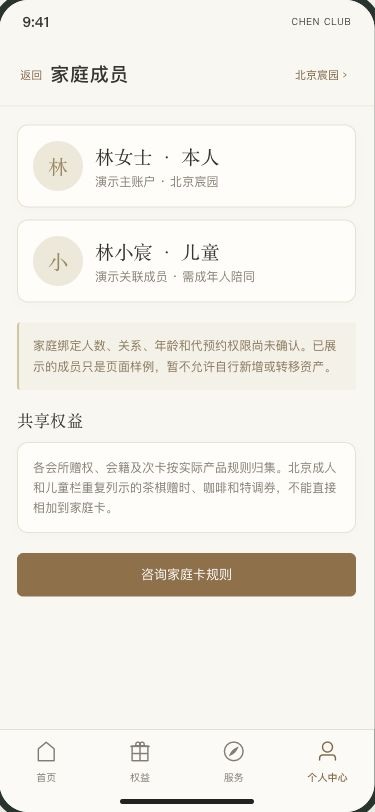 9:41
CHEN CLUB
返回 家庭成员 北京宸园 ›
林
林女士 · 本人
演示主账户 · 北京宸园
小
林小宸 · 儿童
演示关联成员 · 需成年人陪同
家庭绑定人数、关系、年龄和代预约权限尚未确认。已展
示的成员只是页面样例，暂不允许自行新增或转移资产。
共享权益
各会所赠权、会籍及次卡按实际产品规则归集。北京成人
和儿童栏重复列示的茶棋赠时、咖啡和特调券，不能直接
相加到家庭卡。
咨询家庭卡规则
首页 权益 服务 个人中心